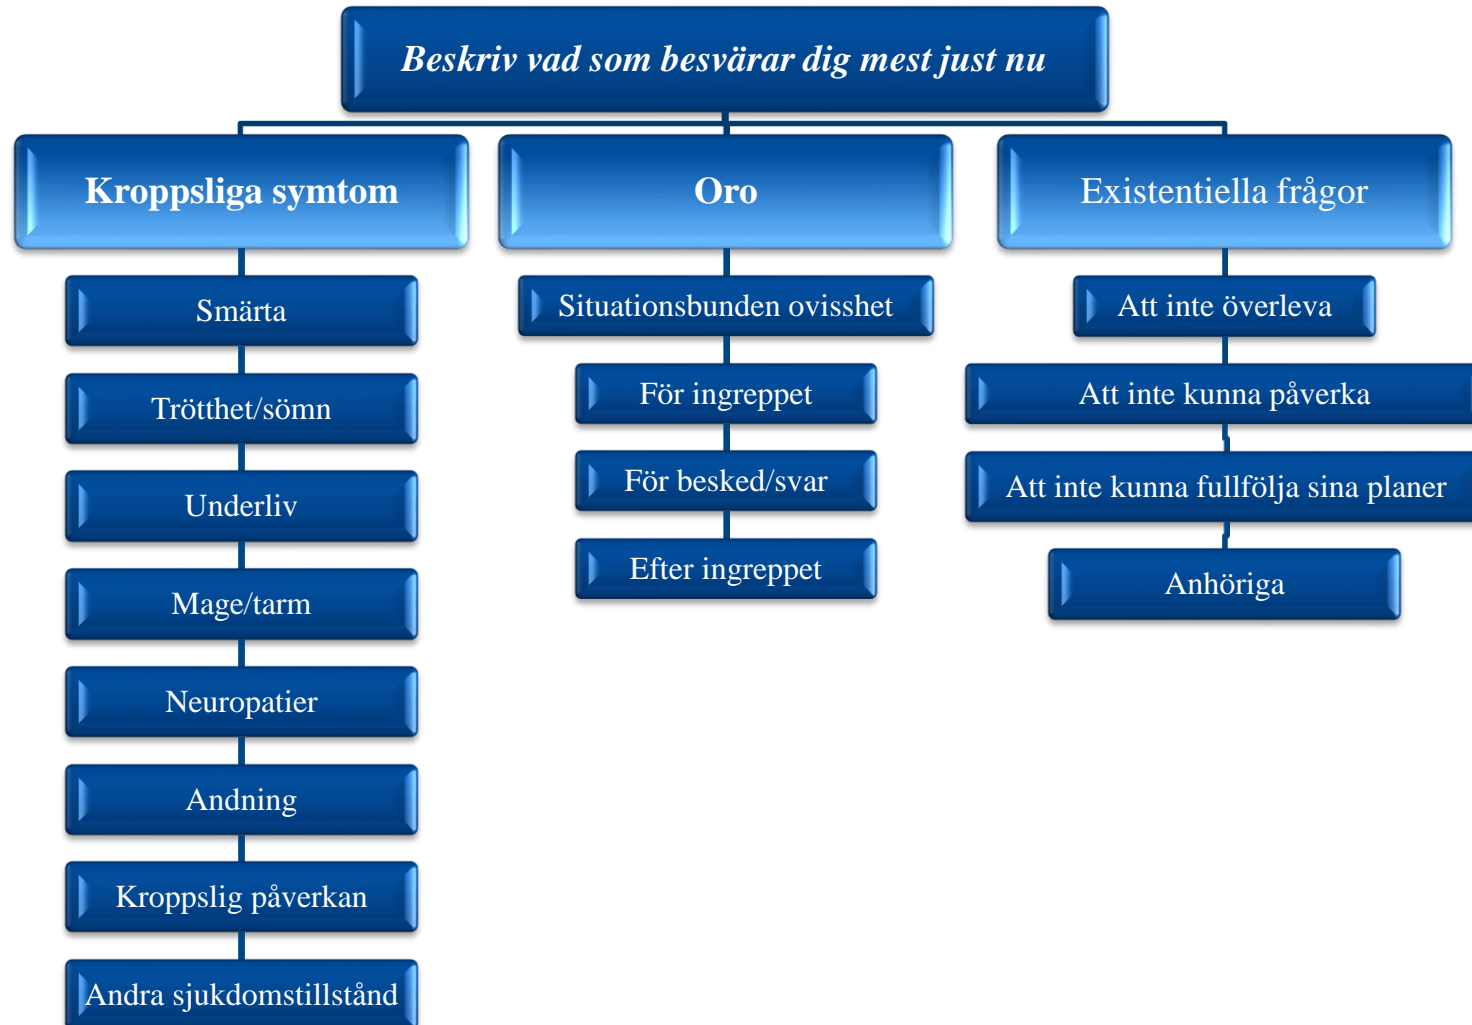 Beskriv vad som besvärar dig mest just nu
Kroppsliga symtom
Smärta
Trötthet/sömn
Underliv
Mage/tarm
Neuropatier
Andning
Kroppslig påverkan
Andra sjukdomstillstånd
Oro
Situationsbunden ovisshet
För ingreppet
För besked/svar
Efter ingreppet
Existentiella frågor
Att inte överleva
Att inte kunna påverka
Att inte kunna fullfölja sina planer
Anhöriga